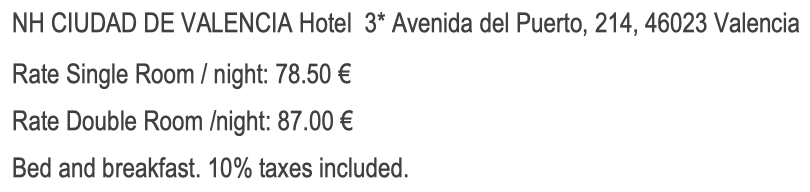 NH CIUDAD DE VALENCIA Hotel  3* Avenida del Puerto, 214, 46023 Valencia
Rate Single Room / night: 78.50 €
Rate Double Room /night: 87.00 €
Bed and breakfast. 10% taxes included.